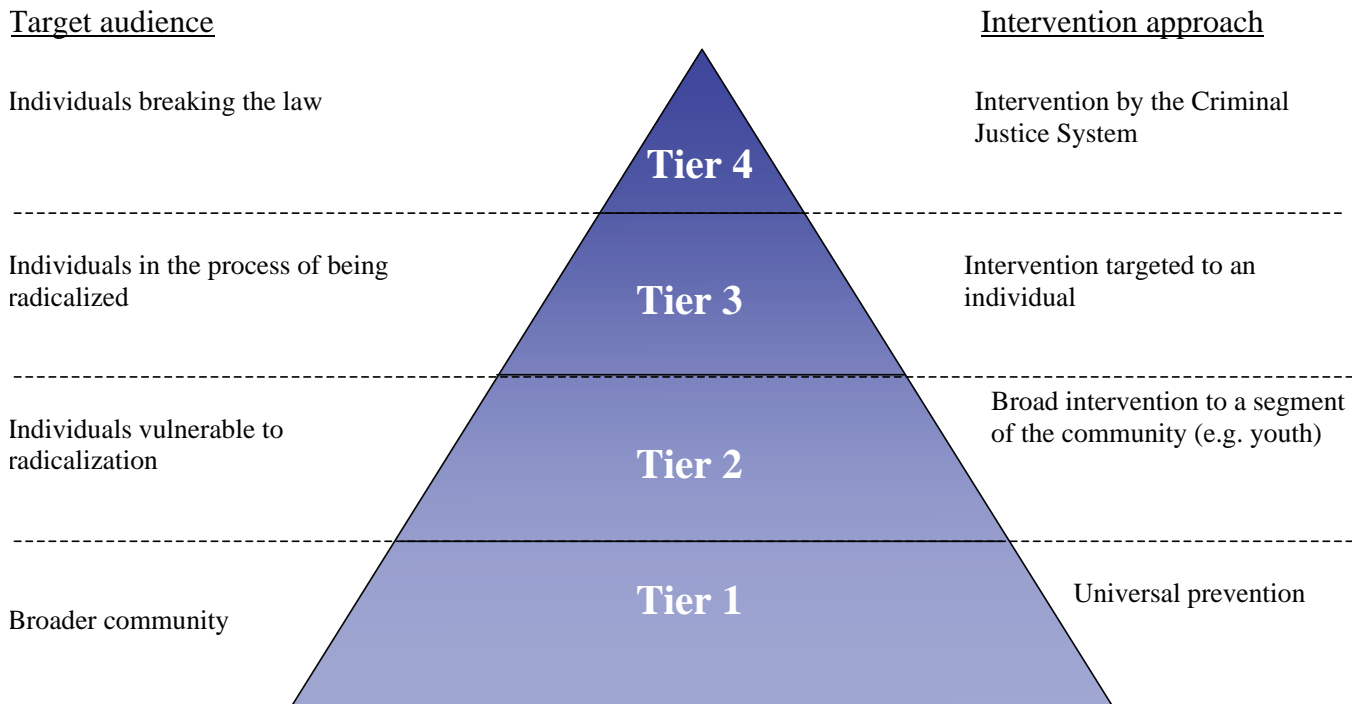 Target audience
Intervention approach
Individuals breaking the law
Intervention by the Criminal
Justice System
Tier 4
Individuals in the process of being
radicalized
Intervention targeted to an
individual
Tier 3
Individuals vulnerable to
radicalization
Broad intervention to a segment
of the community (e.g. youth)
Tier 2
Broader community
Universal prevention
Tier 1